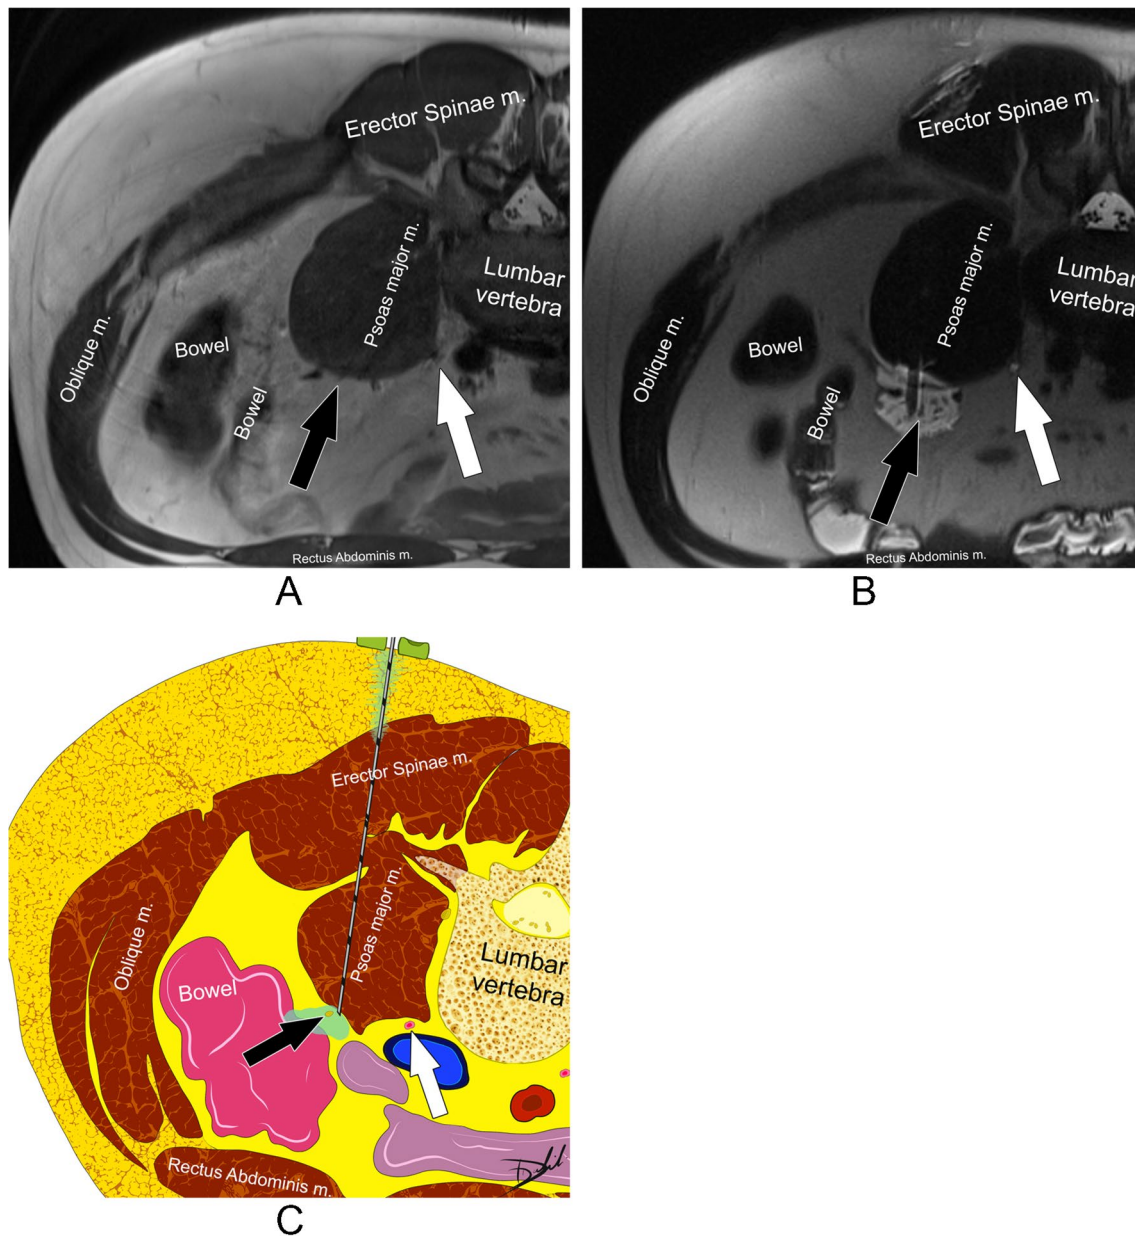 Erector Spinae m.
Psoas major m.
Lumbar
vertebra
Oblique m.
Bowel
Bowel
Rectus Abdominis m.
A
Erector Spinae m.
Psoas major m.
Lumbar
vertebra
Oblique m.
Bowel
Bowel
Rectus Abdominis m.
B
Erector Spinae m.
Psoas major m.
Oblique m.
Bowel
Lumbar
vertebra
Rectus Abdominis m.
C